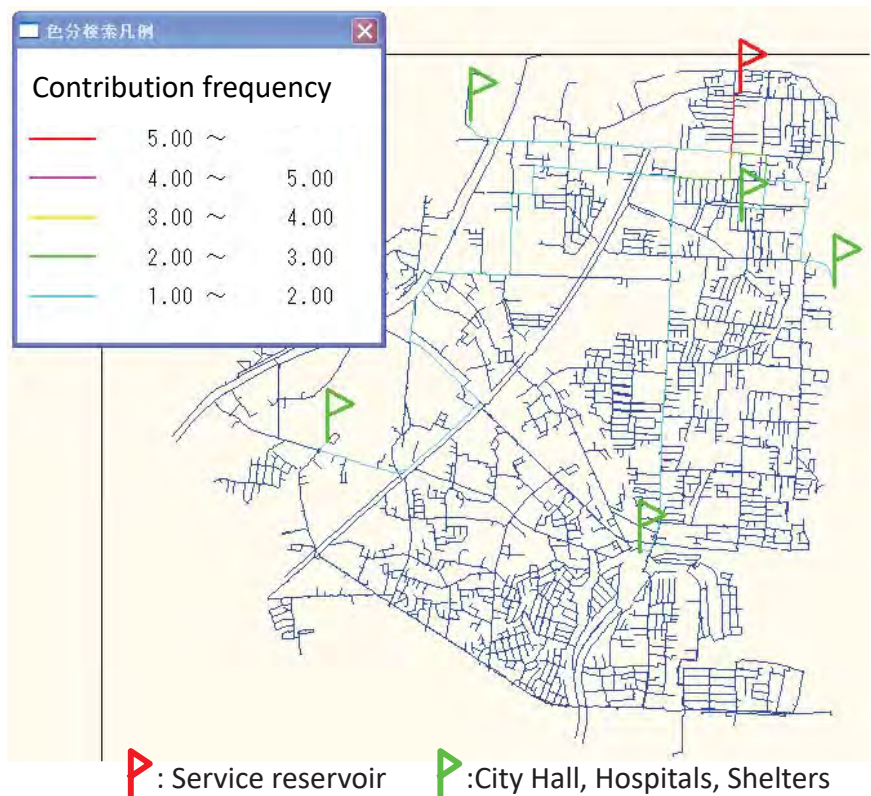 色分検索凡例
Contribution frequency
5.00 ～
4.00 ～ 5.00
3.00 ～ 4.00
2.00 ～ 3.00
1.00 ～ 2.00
: Service reservoir
:City Hall, Hospitals, Shelters